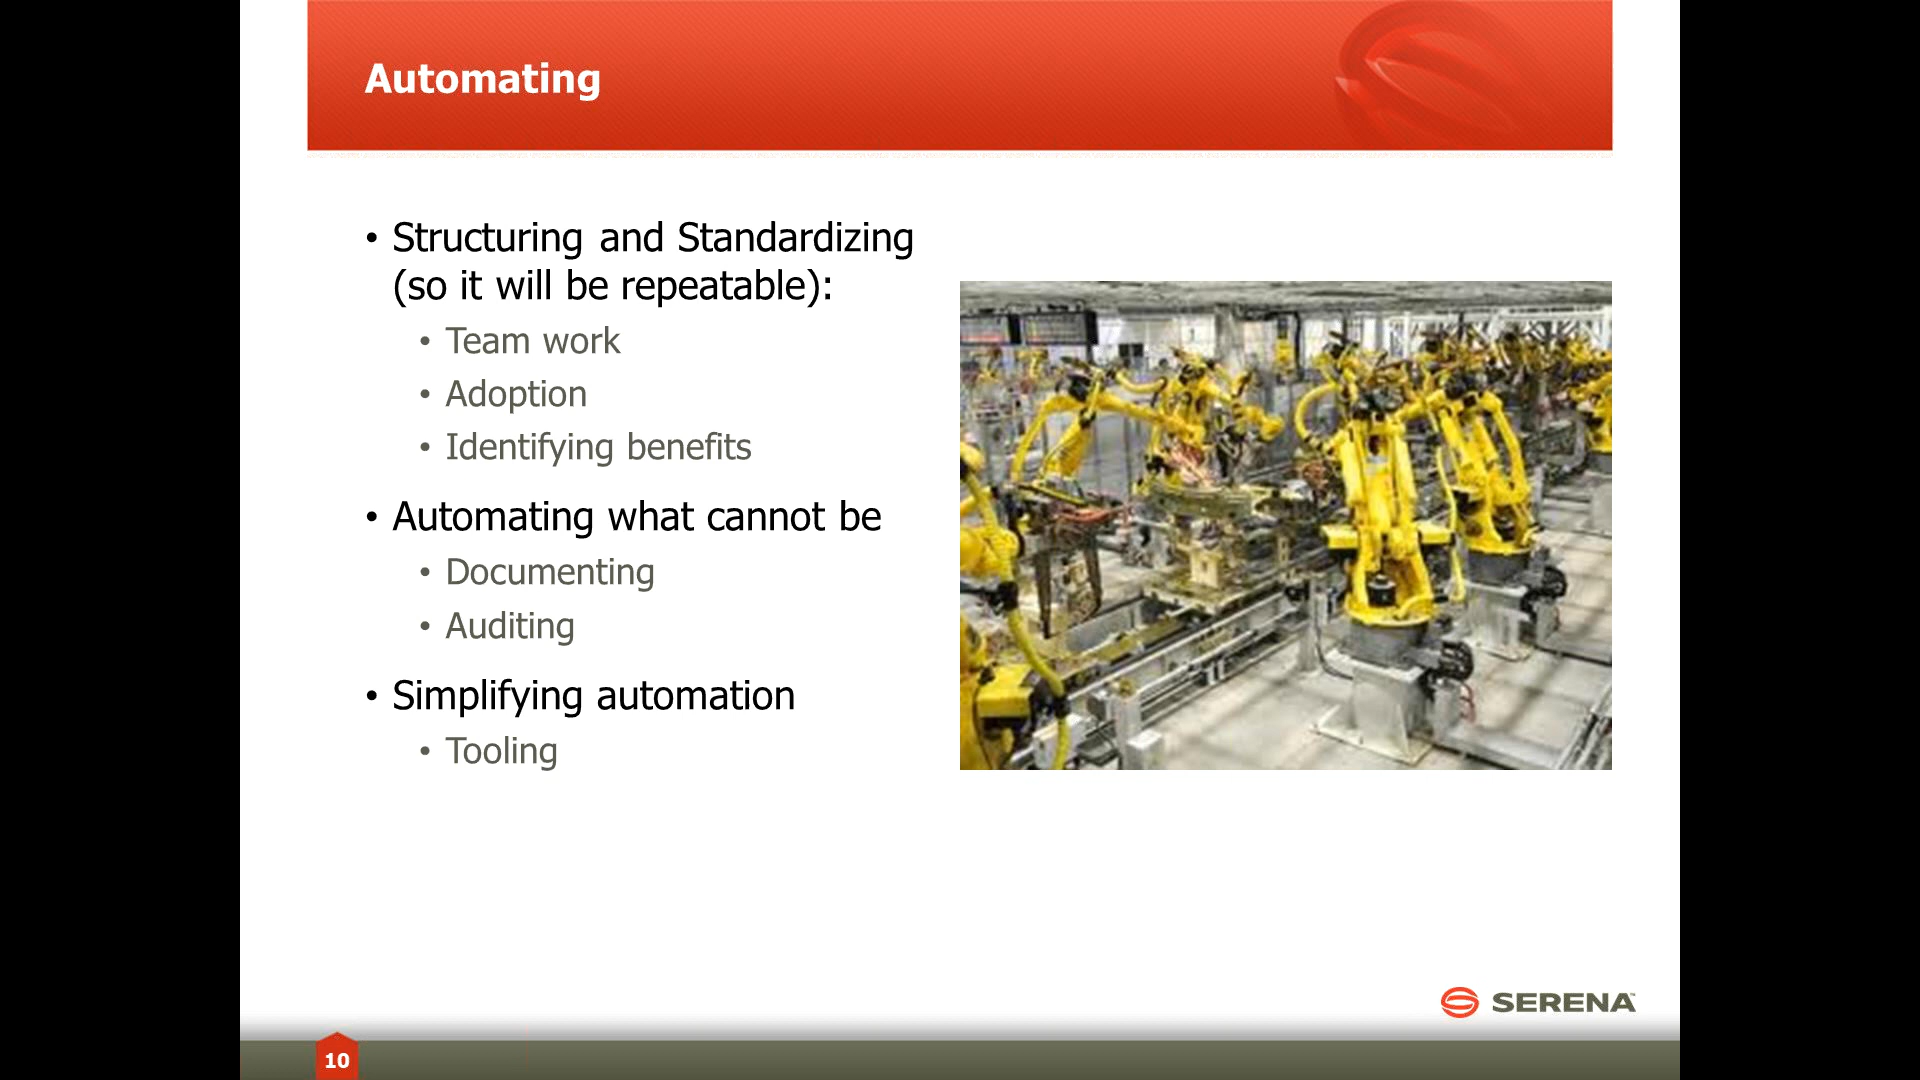 Automating
• Structuring and Standardizing
(so it will be repeatable):
• Team work
• Adoption
• Identifying benefits
• Automating what cannot be
• Documenting
• Auditing
• Simplifying automation
• Tooling
SERENA
10